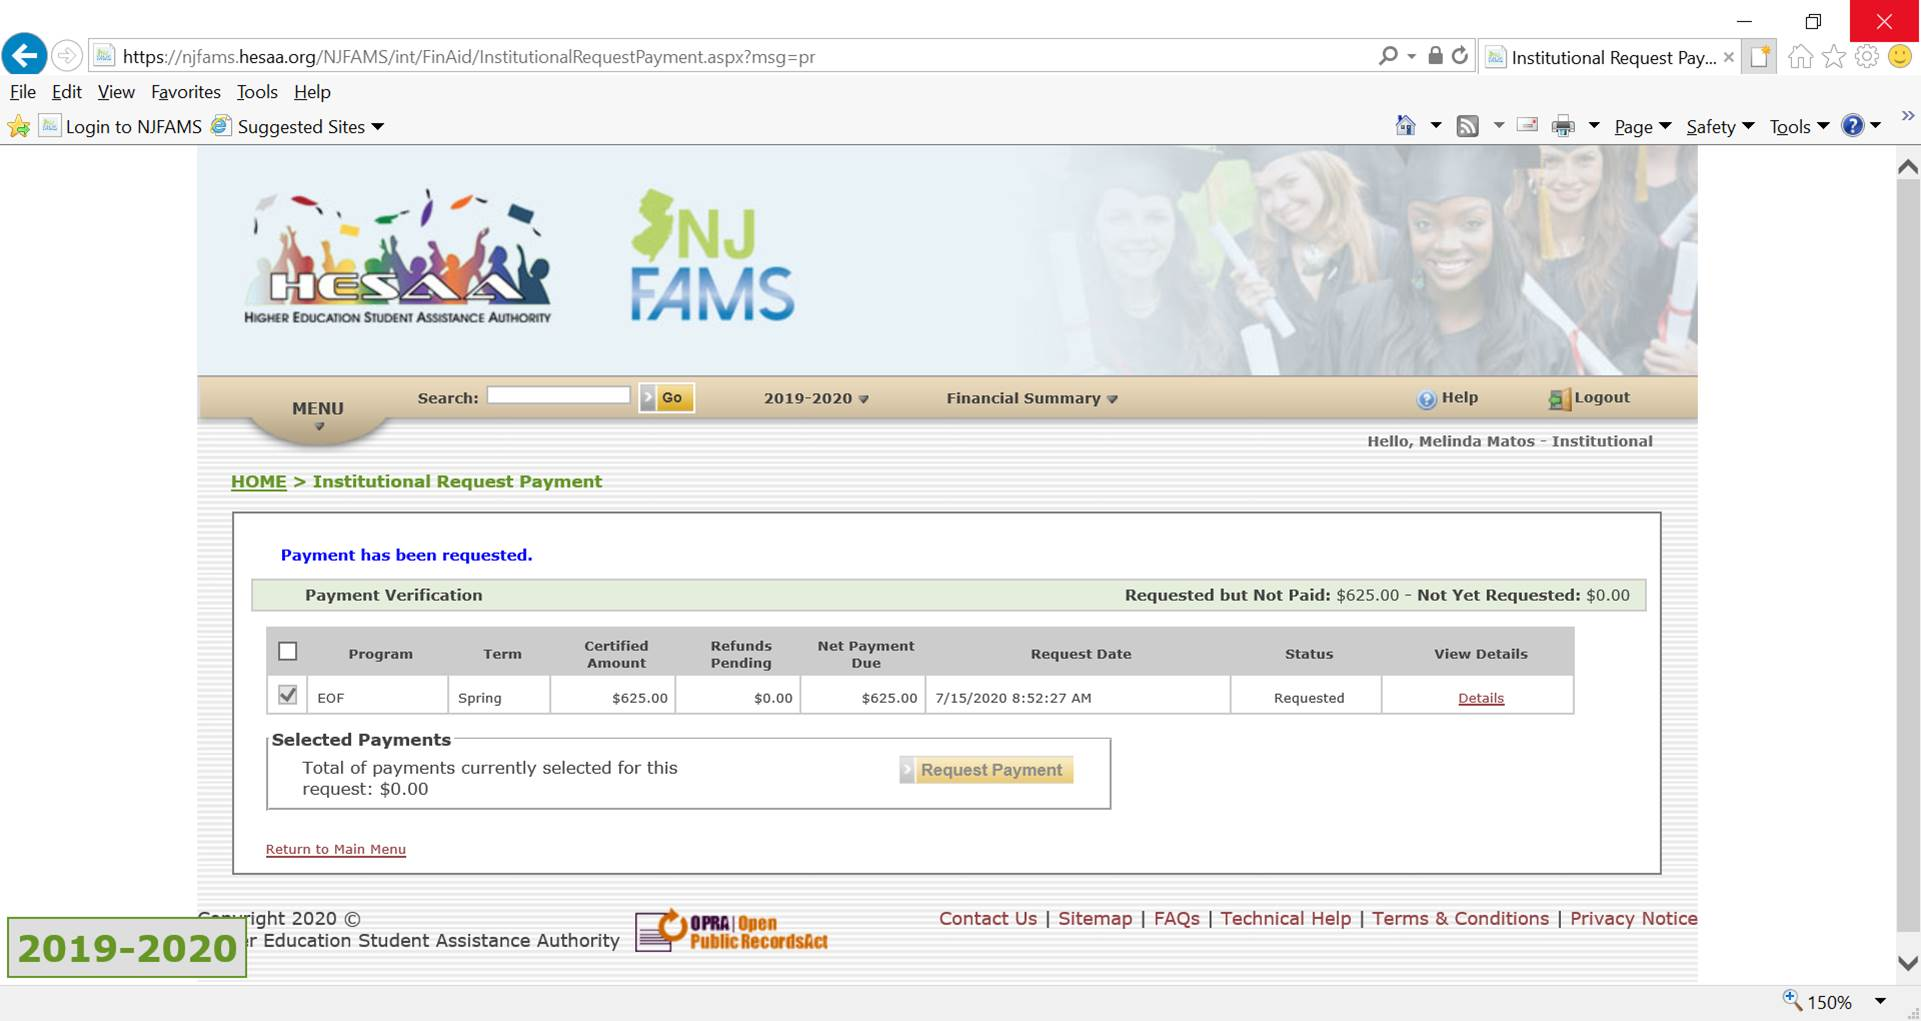 https://njfams.hesaa.org/NJFAMS/int/FinAid/InstitutionalRequestPayment.aspx?msg=pr
Institutional Request Pay...
File Edit View Favorites Tools Help
Login to NJFAMS Suggested Sites
Page Safety Tools
HESAA
HIGHER EDUCATION STUDENT ASSISTANCE AUTHORITY
NJ
FAMS
MENU
Search: Go 2019-2020 Financial Summary Help Logout
Hello, Melinda Matos - Institutional
HOME > Institutional Request Payment
Payment has been requested.
Payment Verification Requested but Not Paid: $625.00 - Not Yet Requested: $0.00
Program Term Certified Amount Refunds Pending Net Payment Due Request Date Status View Details
EOF Spring $625.00 $0.00 $625.00 7/15/2020 8:52:27 AM Requested Details
Selected Payments
Total of payments currently selected for this
request: $0.00
Request Payment
Return to Main Menu
Copyright 2020 ©
er Education Student Assistance Authority
OPRA | Open
Public RecordsAct
Contact Us | Sitemap | FAQs | Technical Help | Terms & Conditions | Privacy Notice
2019-2020
150%